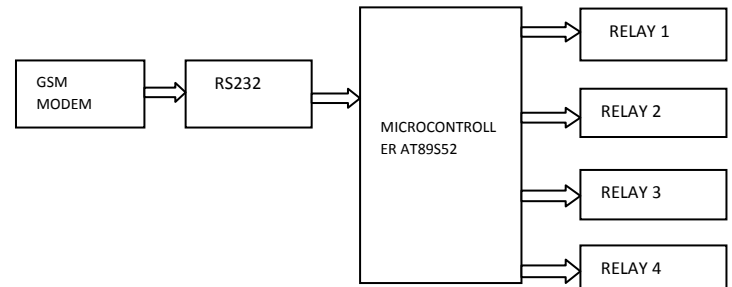 GSM
MODEM
RS232
MICROCONTROLL
ER AT89S52
RELAY 1
RELAY 2
RELAY 3
RELAY 4